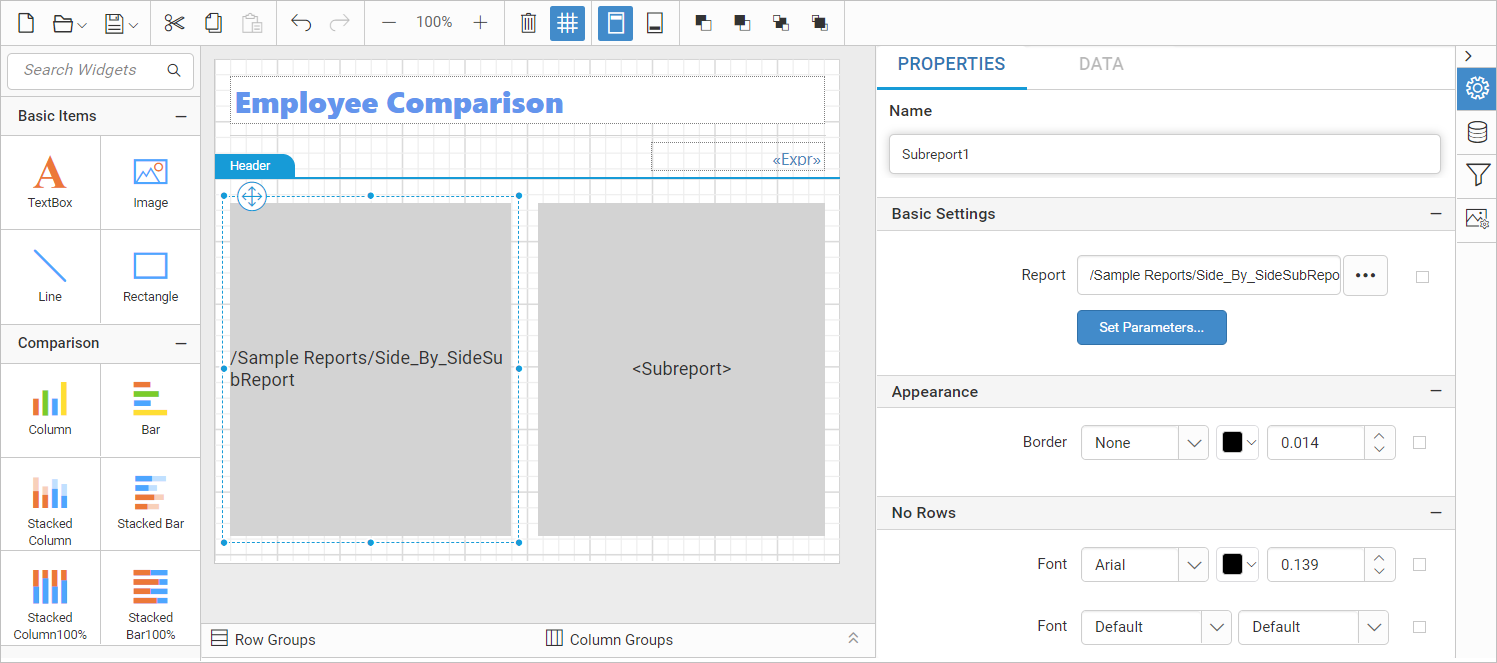 100%
Search Widgets
Basic Items
TextBox
Image
Line
Rectangle
Comparison
Column
Bar
Stacked
Column
Stacked Bar
Stacked
Column100%
Stacked
Bar100%
Employee Comparison
«Expr»
Header
/Sample Reports/Side_By_SideSu
bReport
<Subreport>
Row Groups
Column Groups
PROPERTIES
DATA
Name
Subreport1
Basic Settings
Report
/Sample Reports/Side_By_SideSubRepo
Set Parameters...
Appearance
Border
None
0.014
No Rows
Font
Arial
0.139
Font
Default
Default